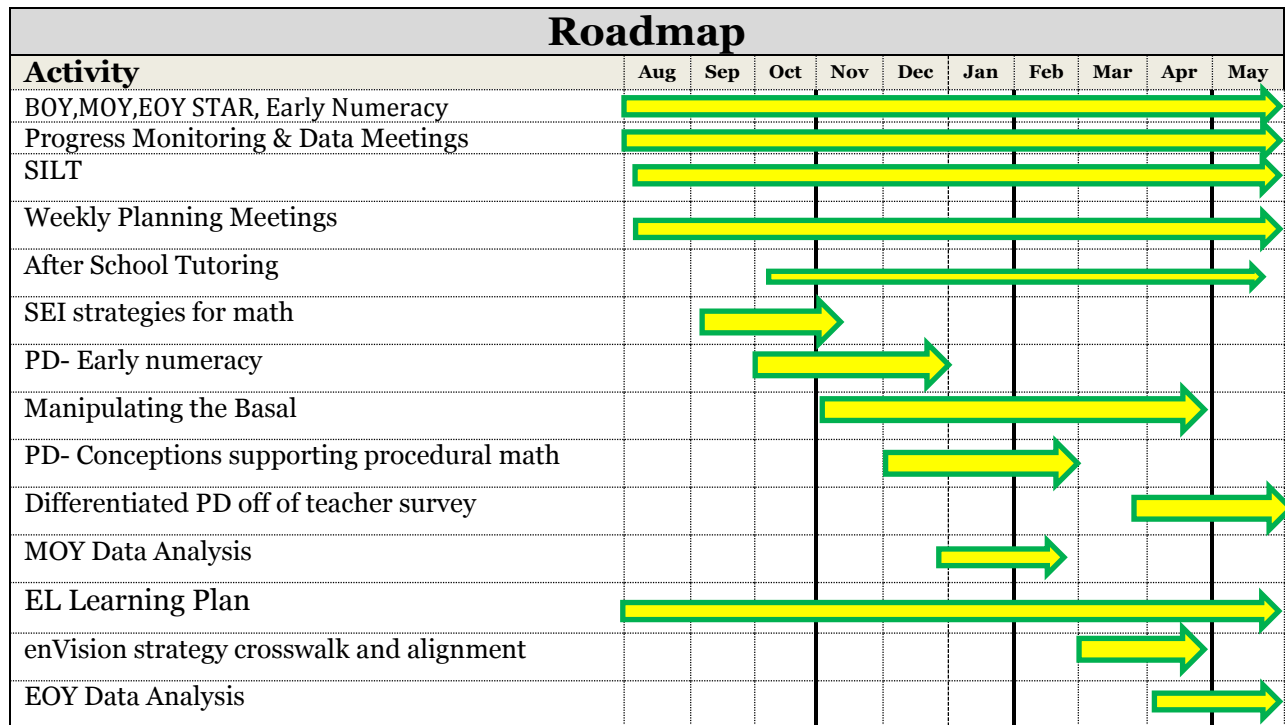 Roadmap
Activity Aug Sep Oct Nov Dec Jan Feb Mar Apr May
BOY,MOY,EOY STAR, Early Numeracy
Progress Monitoring & Data Meetings
SILT
Weekly Planning Meetings
After School Tutoring
SEI strategies for math
PD- Early numeracy
Manipulating the Basal
PD- Conceptions supporting procedural math
Differentiated PD off of teacher survey
MOY Data Analysis
EL Learning Plan
enVision strategy crosswalk and alignment
EOY Data Analysis